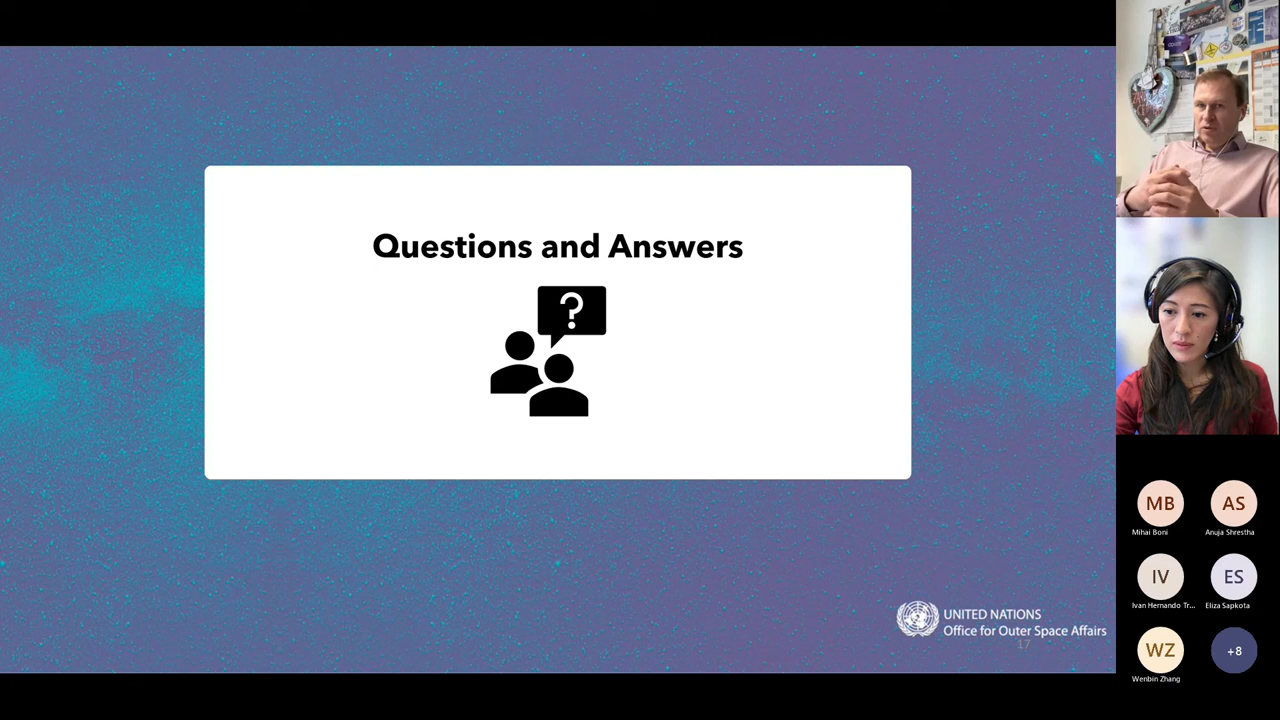 Questions and Answers
?
UNITED NATIONS
Office for Outer Space Affairs
17
MB
Mihai Boni
AS
Anuja Shrestha
IV
Ivan Hernando Tr...
ES
Eliza Sapkota
WZ
Wenbin Zhang
+8